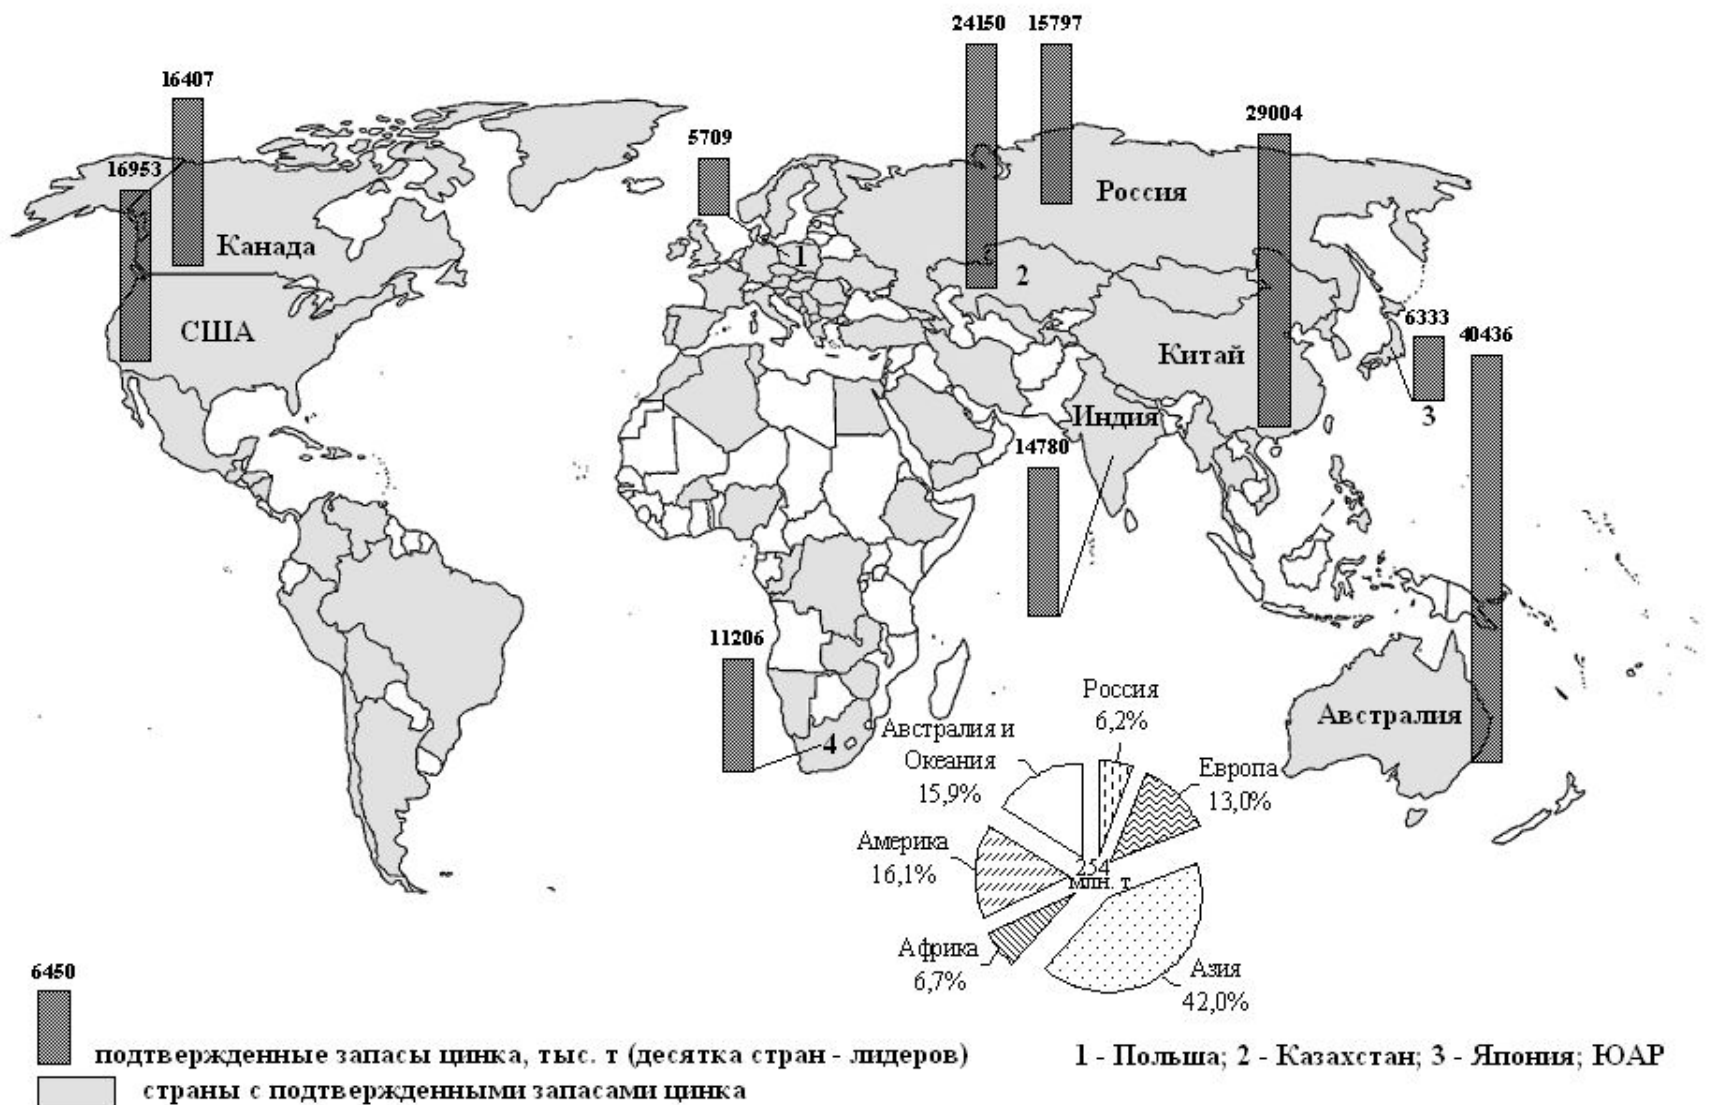 24150
15797
16407
29004
5709
16953
Россия
Канада
1
2
США
6333
40436
Китай
Индия
3
14780
11206
Россия
6,2%
Австралия
4
Австралия и
Океания
15,9%
Европа
13,0%
Америка
16,1%
254
млн. т
Африка
6,7%
Азия
42,0%
6450
подтвержденные запасы цинка, тыс. т (десятка стран - лидеров)
1 - Польша; 2 - Казахстан; 3 - Япония; ЮАР
страны с подтвержденными запасами цинка